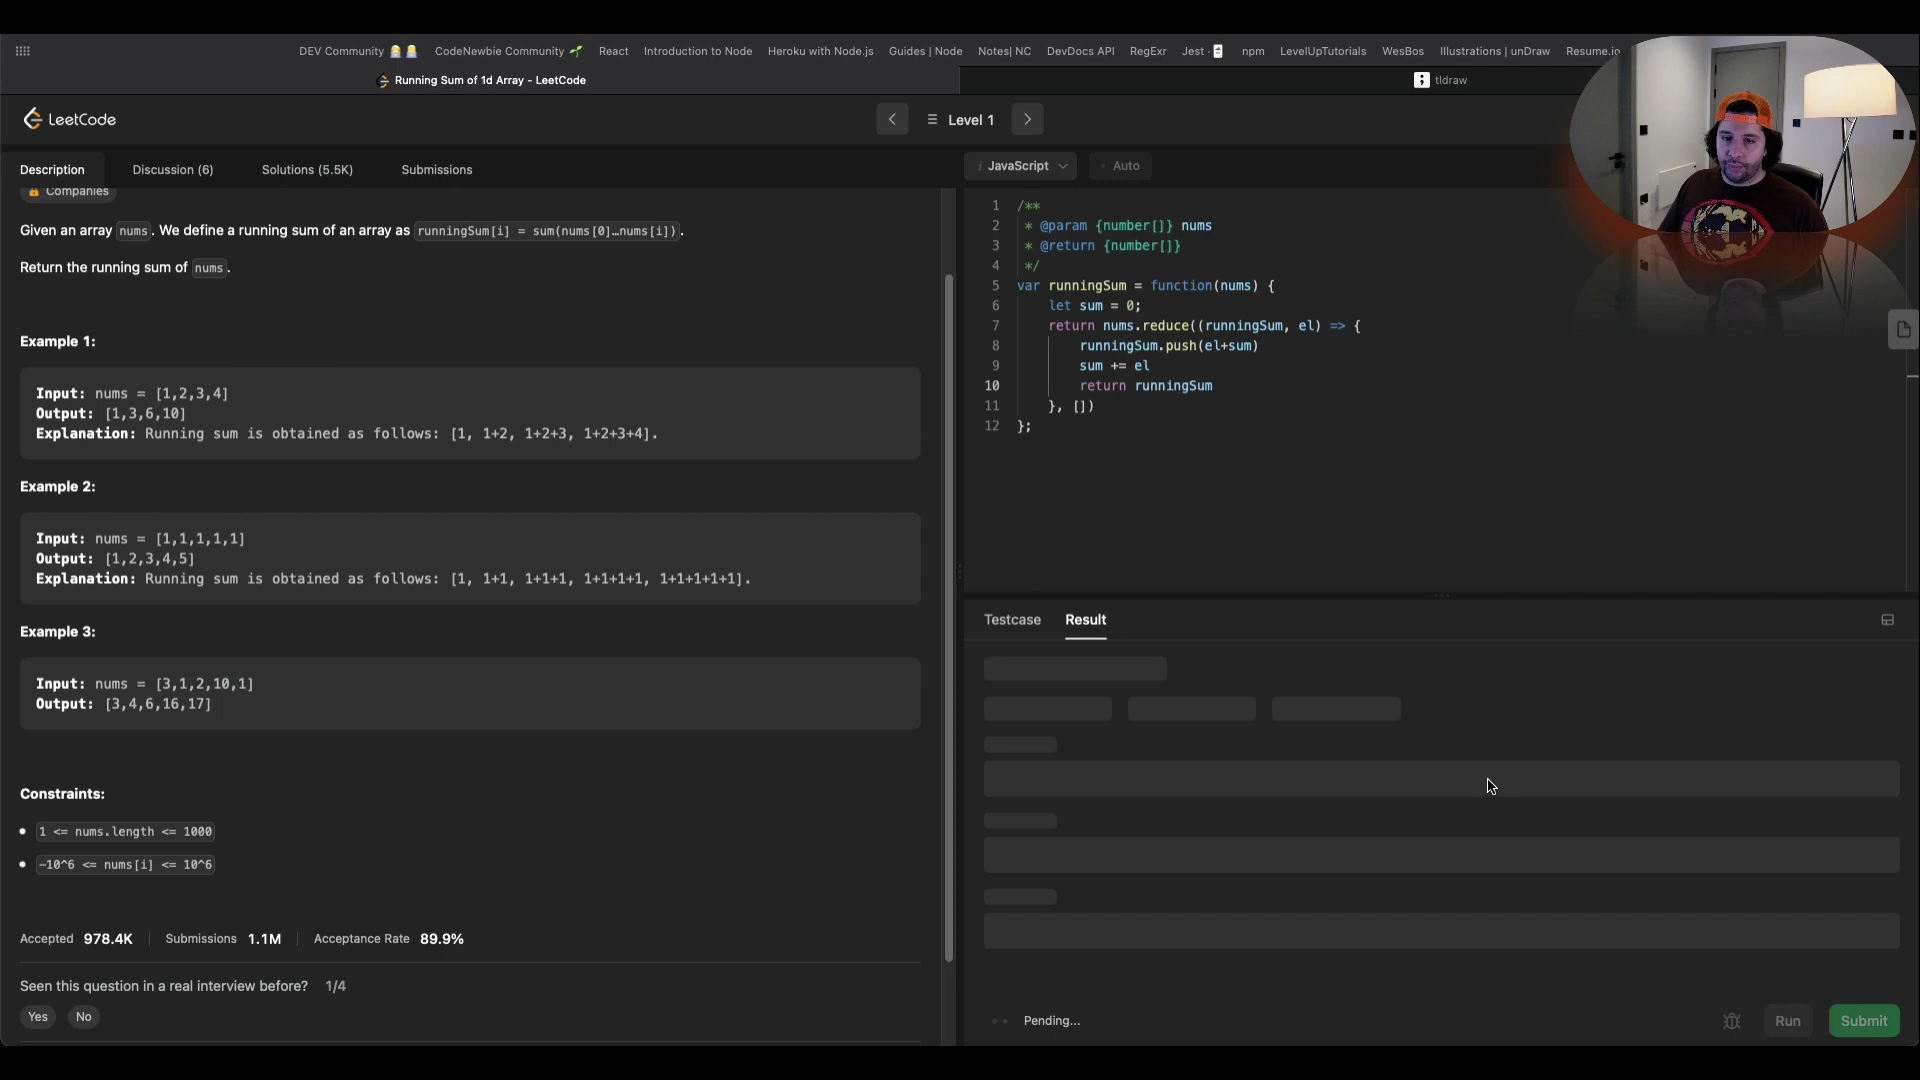 DEV Community
CodeNewbie Community
React
Introduction to Node
Heroku with Node.js
Guides | Node
Notes| NC
DevDocs API
RegExr
Jest ·
npm
LevelUpTutorials
WesBos
Illustrations | unDraw
Resume.io
Running Sum of 1d Array - LeetCode
tldraw
LeetCode
Level 1
Description
Discussion (6)
Solutions (5.5K)
Submissions
Companies
Given an array nums. We define a running sum of an array as runningSum[i] = sum(nums[0]…nums[i]).
Return the running sum of nums.
Example 1:
Input: nums = [1,2,3,4]
Output: [1,3,6,10]
Explanation: Running sum is obtained as follows: [1, 1+2, 1+2+3, 1+2+3+4].
Example 2:
Input: nums = [1,1,1,1,1]
Output: [1,2,3,4,5]
Explanation: Running sum is obtained as follows: [1, 1+1, 1+1+1, 1+1+1+1, 1+1+1+1+1].
Example 3:
Input: nums = [3,1,2,10,1]
Output: [3,4,6,16,17]
Constraints:
1 <= nums.length <= 1000
-10^6 <= nums[i] <= 10^6
Accepted 978.4K
Submissions 1.1M
Acceptance Rate 89.9%
Seen this question in a real interview before? 1/4
Yes
No
i JavaScript
Auto
1 /**
2 * @param {number[]} nums
3 * @return {number[]}
4 */
5 var runningSum = function(nums) {
6 let sum = 0;
7 return nums.reduce((runningSum, el) => {
8 runningSum.push(el+sum)
9 sum += el
10 return runningSum
11 }, [])
12 };
Testcase
Result
Pending...
Run
Submit